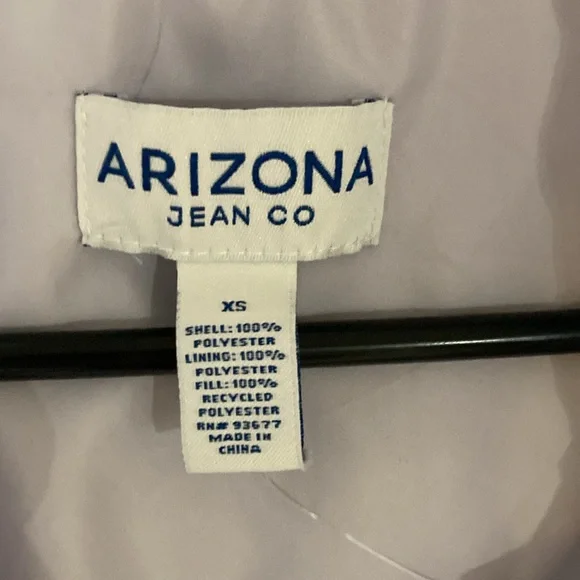 ARIZONA
JEAN CO
XS
SHELL: 100%
POLYESTER
LINING: 100%
POLYESTER
FILL: 100%
RECYCLED
POLYESTER
RN# 93677
MADE IN
CHINA